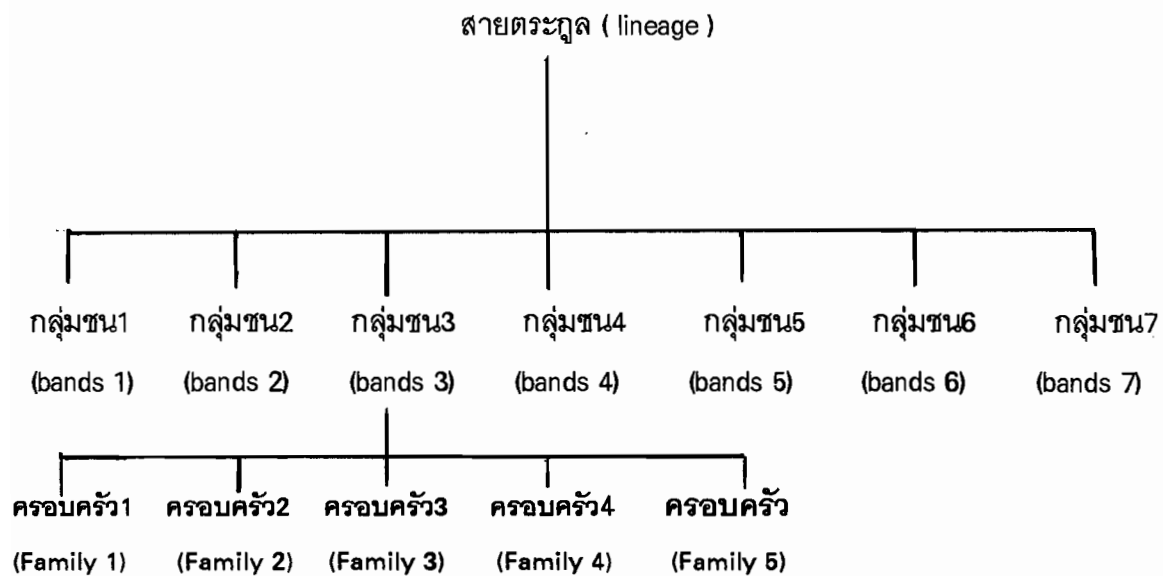 สายตระกูล ( lineage )
กลุ่มชน1 กลุ่มชน2 กลุ่มชน3 กลุ่มชน4 กลุ่มชน5 กลุ่มชน6 กลุ่มชน7
(bands 1) (bands 2) (bands 3) (bands 4) (bands 5) (bands 6) (bands 7)
ครอบครัว1 ครอบครัว2 ครอบครัว3 ครอบครัว4 ครอบครัว
(Family 1) (Family 2) (Family 3) (Family 4) (Family 5)